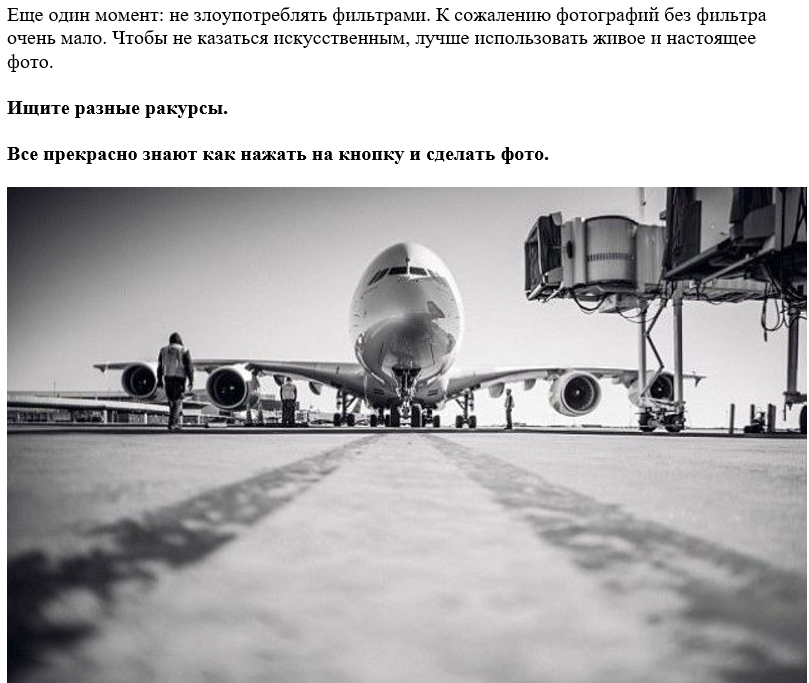 Еще один момент: не злоупотреблять фильтрами. К сожалению фотографий без фильтра
очень мало. Чтобы не казаться искусственным, лучше использовать живое и настоящее
фото.
Ищите разные ракурсы.
Все прекрасно знают как нажать на кнопку и сделать фото.